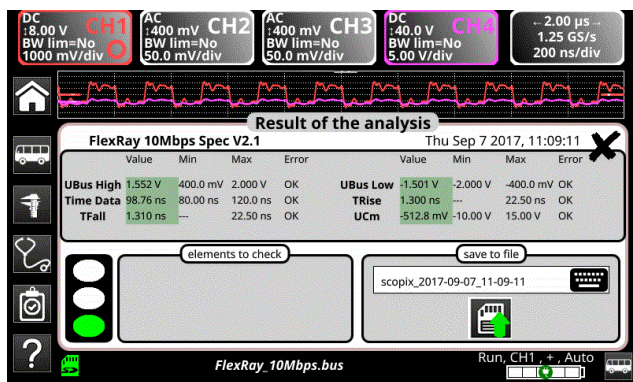 DC
↕8.00 V CH1
BW lim=No
1000 mV/div
AC
↕400 mV CH2
BW lim=No
50.0 mV/div
AC
↕400 mV CH3
BW lim=No
50.0 mV/div
DC
↕40.0 V CH4
BW lim=No
5.00 V/div
←2.00 µs→
1.25 GS/s
200 ns/div
Result of the analysis
FlexRay 10Mbps Spec V2.1 Thu Sep 7 2017, 11:09:11
Value Min Max Error Value Min Max Error
UBus High 1.552 V 400.0 mV 2.000 V OK UBus Low -1.501 V -2.000 V -400.0 mV OK
Time Data 98.76 ns 80.00 ns 120.0 ns OK TRise 1.300 ns --- 22.50 ns OK
TFall 1.310 ns --- 22.50 ns OK UCm -512.8 mV -10.00 V 15.00 V OK
elements to check save to file
scopix_2017-09-07_11-09-11
FlexRay_10Mbps.bus
Run, CH1 , + , Auto
?